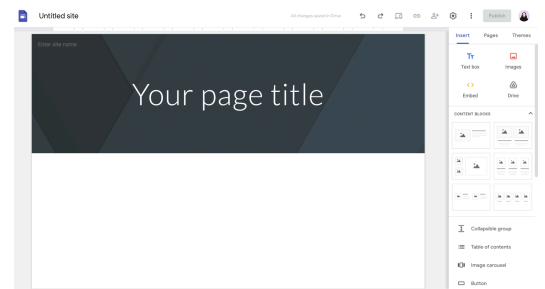 Untitled site
All changes saved in Drive
Publish
Enter site name
Your page title
Insert Pages Themes
Text box Images
Embed Drive
CONTENT BLOCKS
Collapsible group
Table of contents
Image carousel
Button